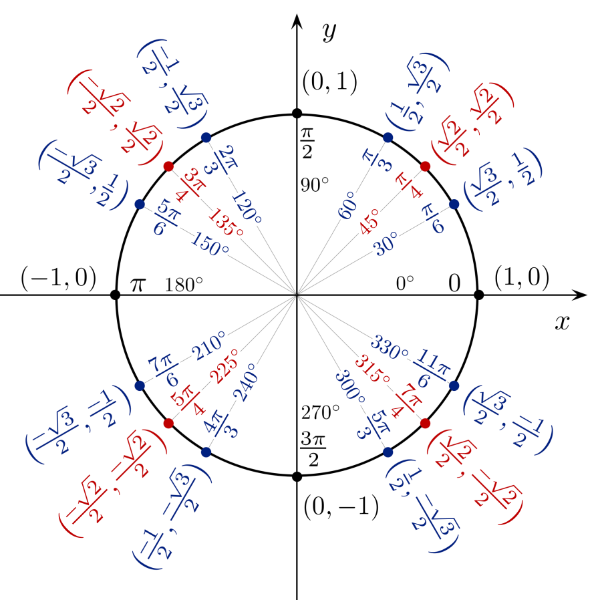 y
(0, 1)
(−1/2, √3/2)
(1/2, √3/2)
(−√2/2, √2/2)
(√2/2, √2/2)
(−√3/2, 1/2)
(√3/2, 1/2)
π/2
90°
2π/3
120°
π/3
60°
3π/4
135°
π/4
45°
5π/6
150°
π/6
30°
(−1, 0)
π
180°
0°
0
(1, 0)
x
7π/6
210°
330°
11π/6
5π/4
225°
315°
7π/4
4π/3
240°
300°
5π/3
270°
3π/2
(−√3/2, −1/2)
(√3/2, −1/2)
(−√2/2, −√2/2)
(√2/2, −√2/2)
(−1/2, −√3/2)
(1/2, −√3/2)
(0, −1)